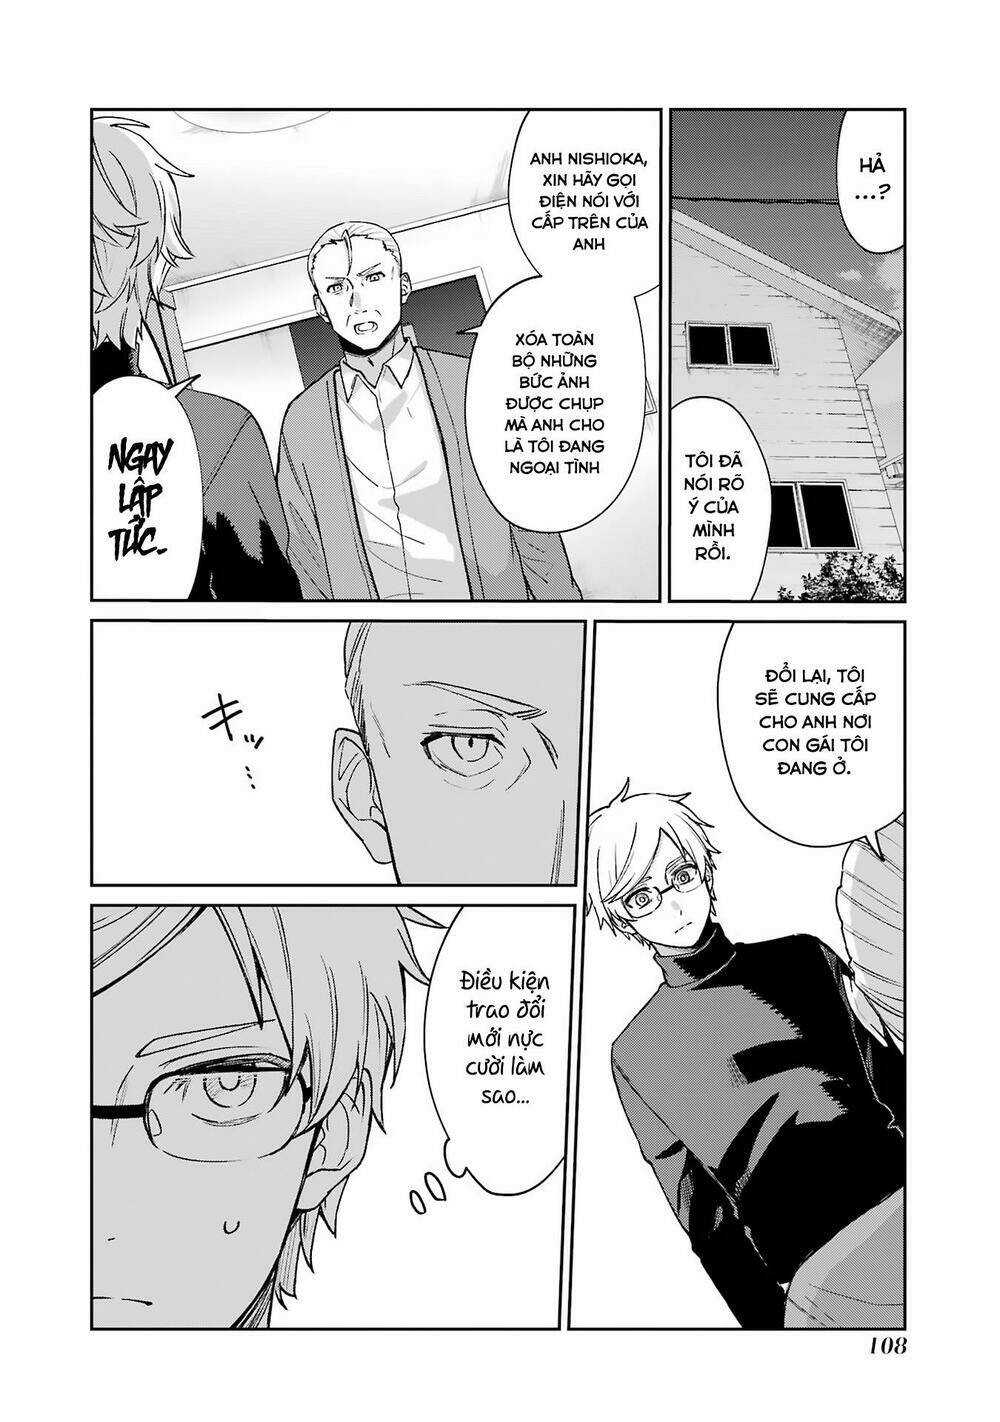 HẢ
...?
TÔI ĐÃ
NÓI RÕ
Ý CỦA
MÌNH
RỒI.
ANH NISHIOKA,
XIN HÃY GỌI
ĐIỆN NÓI VỚI
CẤP TRÊN CỦA
ANH
XÓA TOÀN
BỘ NHỮNG
BỨC ẢNH
ĐƯỢC CHỤP
MÀ ANH CHO
LÀ TÔI ĐANG
NGOẠI TÌNH
NGAY
LẬP
TỨC.
ĐỔI LẠI, TÔI
SẼ CUNG CẤP
CHO ANH NƠI
CON GÁI TÔI
ĐANG Ở.
キッ…
Điều kiện
trao đổi
mới nực
cười làm
sao...
108